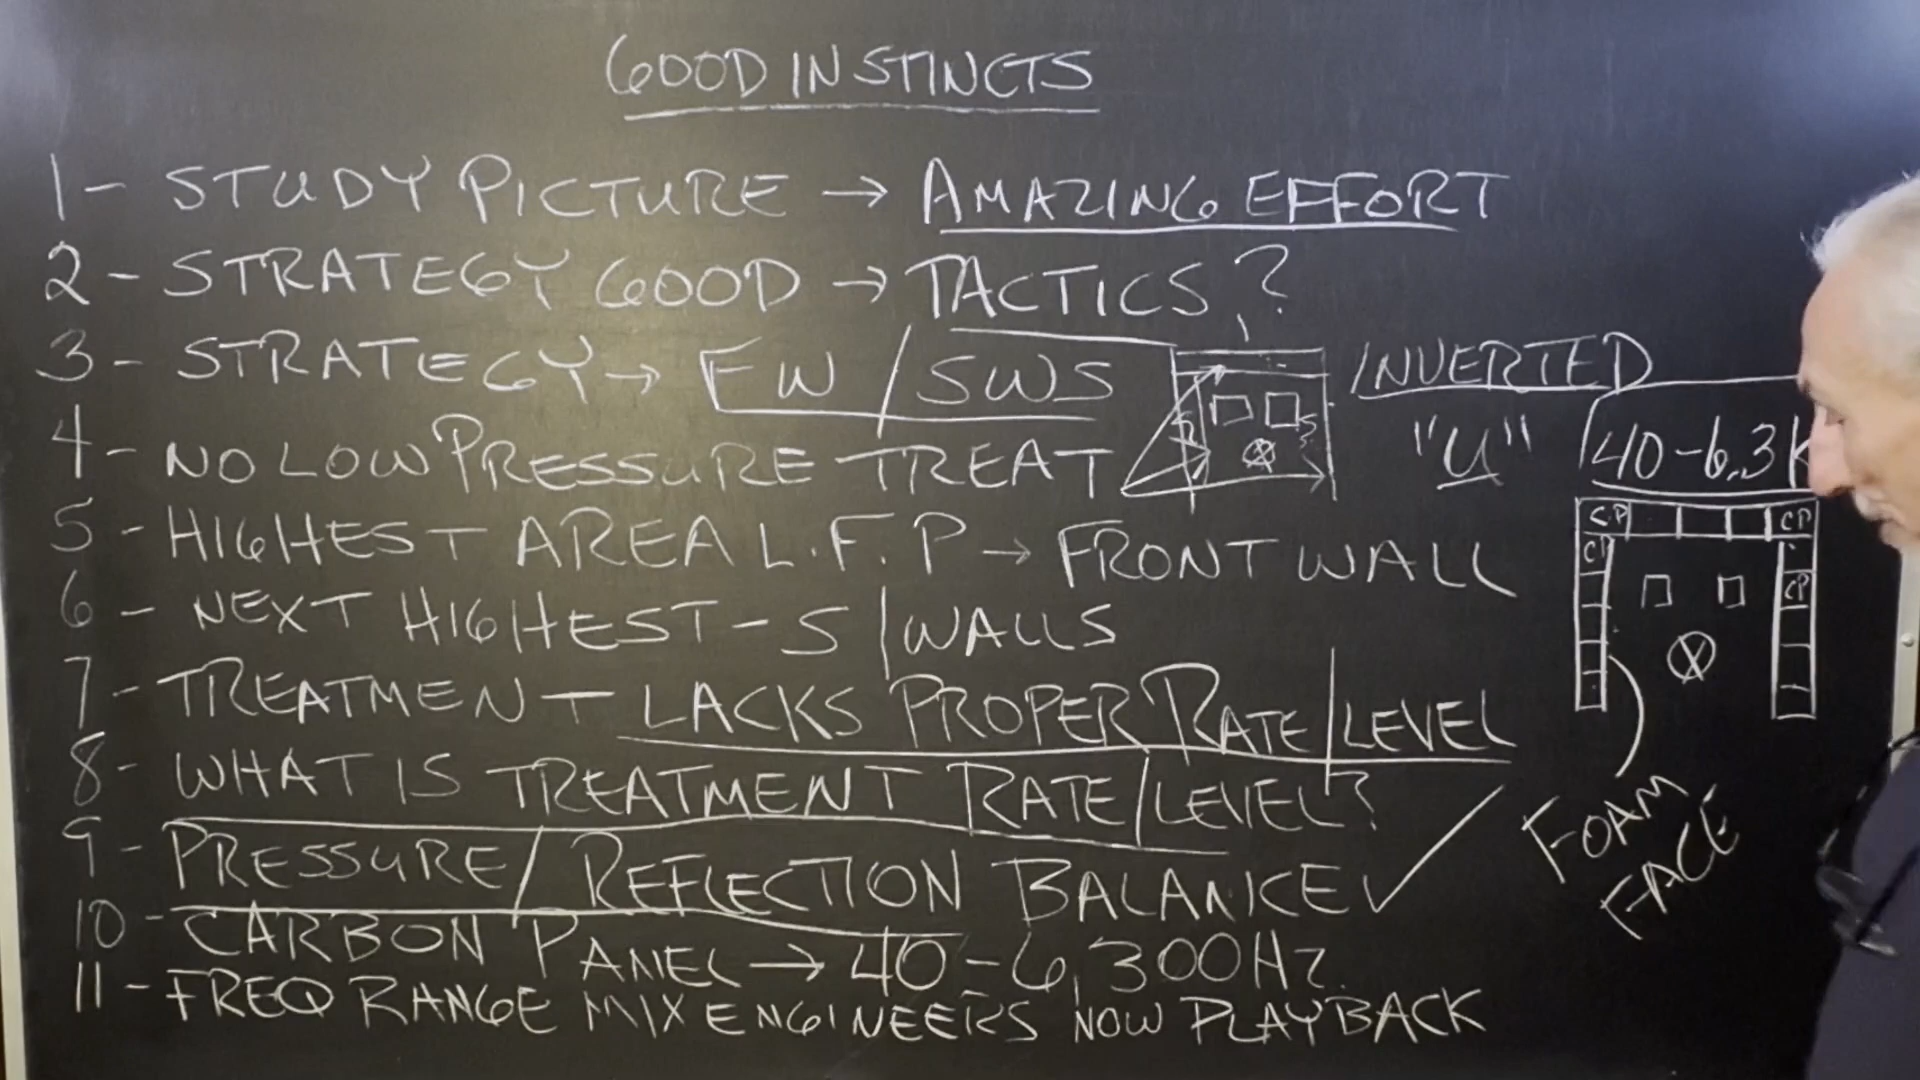 GOOD INSTINCTS
1- STUDY PICTURE → AMAZING EFFORT
2- STRATEGY GOOD → TACTICS?
3- STRATEGY → FW/SWS
INVERTED
"U"
4- NO LOW PRESSURE TREAT
40-6.3K
5- HIGHEST AREA L.F.P → FRONT WALL
CP CP
CP
CP
6- NEXT HIGHEST-S/WALLS
7- TREATMENT LACKS PROPER RATE/LEVEL
8- WHAT IS TREATMENT RATE/LEVEL?
9- PRESSURE/REFLECTION BALANCE ✓
FOAM
FACE
10- CARBON PANEL → 40-6,300Hz.
11- FREQ RANGE MIX ENGINEERS NOW PLAYBACK